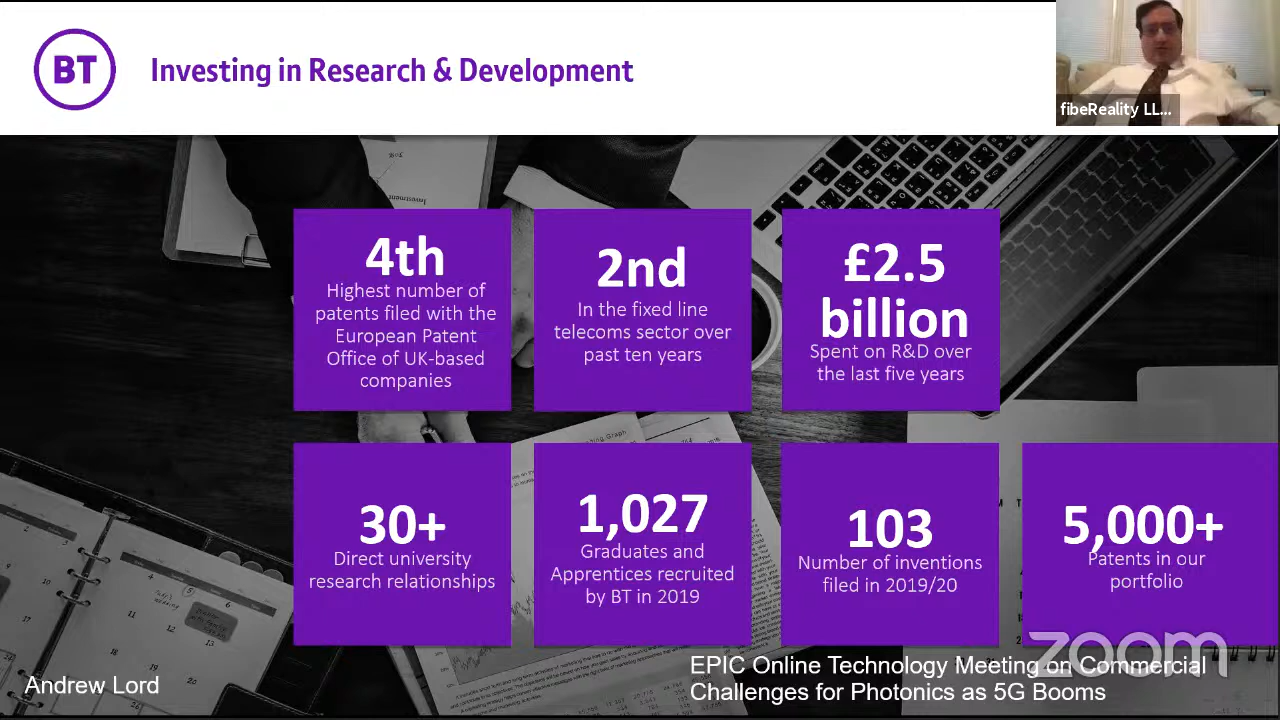 BT
Investing in Research & Development
fibeReality LL...
4th
Highest number of
patents filed with the
European Patent
Office of UK-based
companies
2nd
In the fixed line
telecoms sector over
past ten years
£2.5
billion
Spent on R&D over
the last five years
30+
Direct university
research relationships
1,027
Graduates and
Apprentices recruited
by BT in 2019
103
Number of inventions
filed in 2019/20
5,000+
Patents in our
portfolio
zoom
EPIC Online Technology Meeting on Commercial
Challenges for Photonics as 5G Booms
Andrew Lord